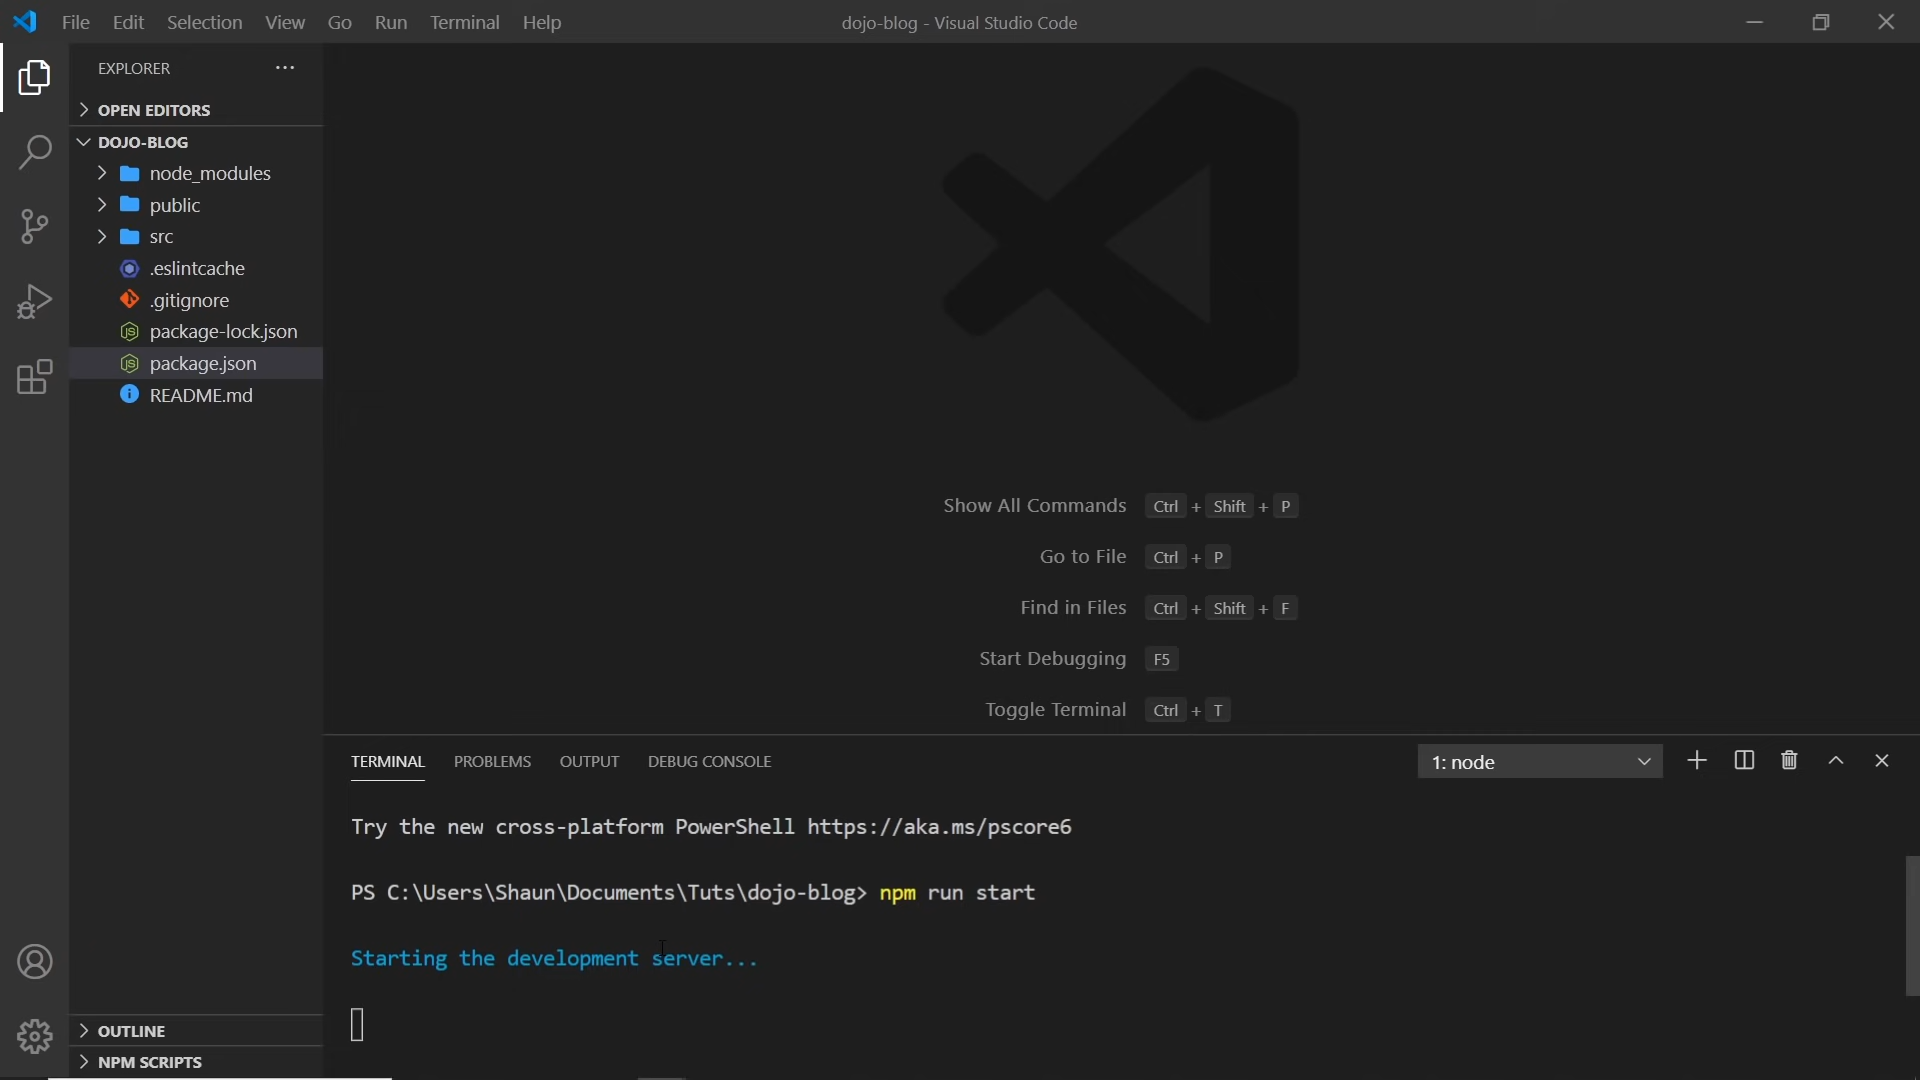 File Edit Selection View Go Run Terminal Help
dojo-blog - Visual Studio Code
EXPLORER
OPEN EDITORS
DOJO-BLOG
node_modules
public
src
.eslintcache
.gitignore
package-lock.json
package.json
README.md
OUTLINE
NPM SCRIPTS
Show All Commands Ctrl + Shift + P
Go to File Ctrl + P
Find in Files Ctrl + Shift + F
Start Debugging F5
Toggle Terminal Ctrl + T
TERMINAL PROBLEMS OUTPUT DEBUG CONSOLE
1: node
Try the new cross-platform PowerShell https://aka.ms/pscore6
PS C:\Users\Shaun\Documents\Tuts\dojo-blog> npm run start
Starting the development server...